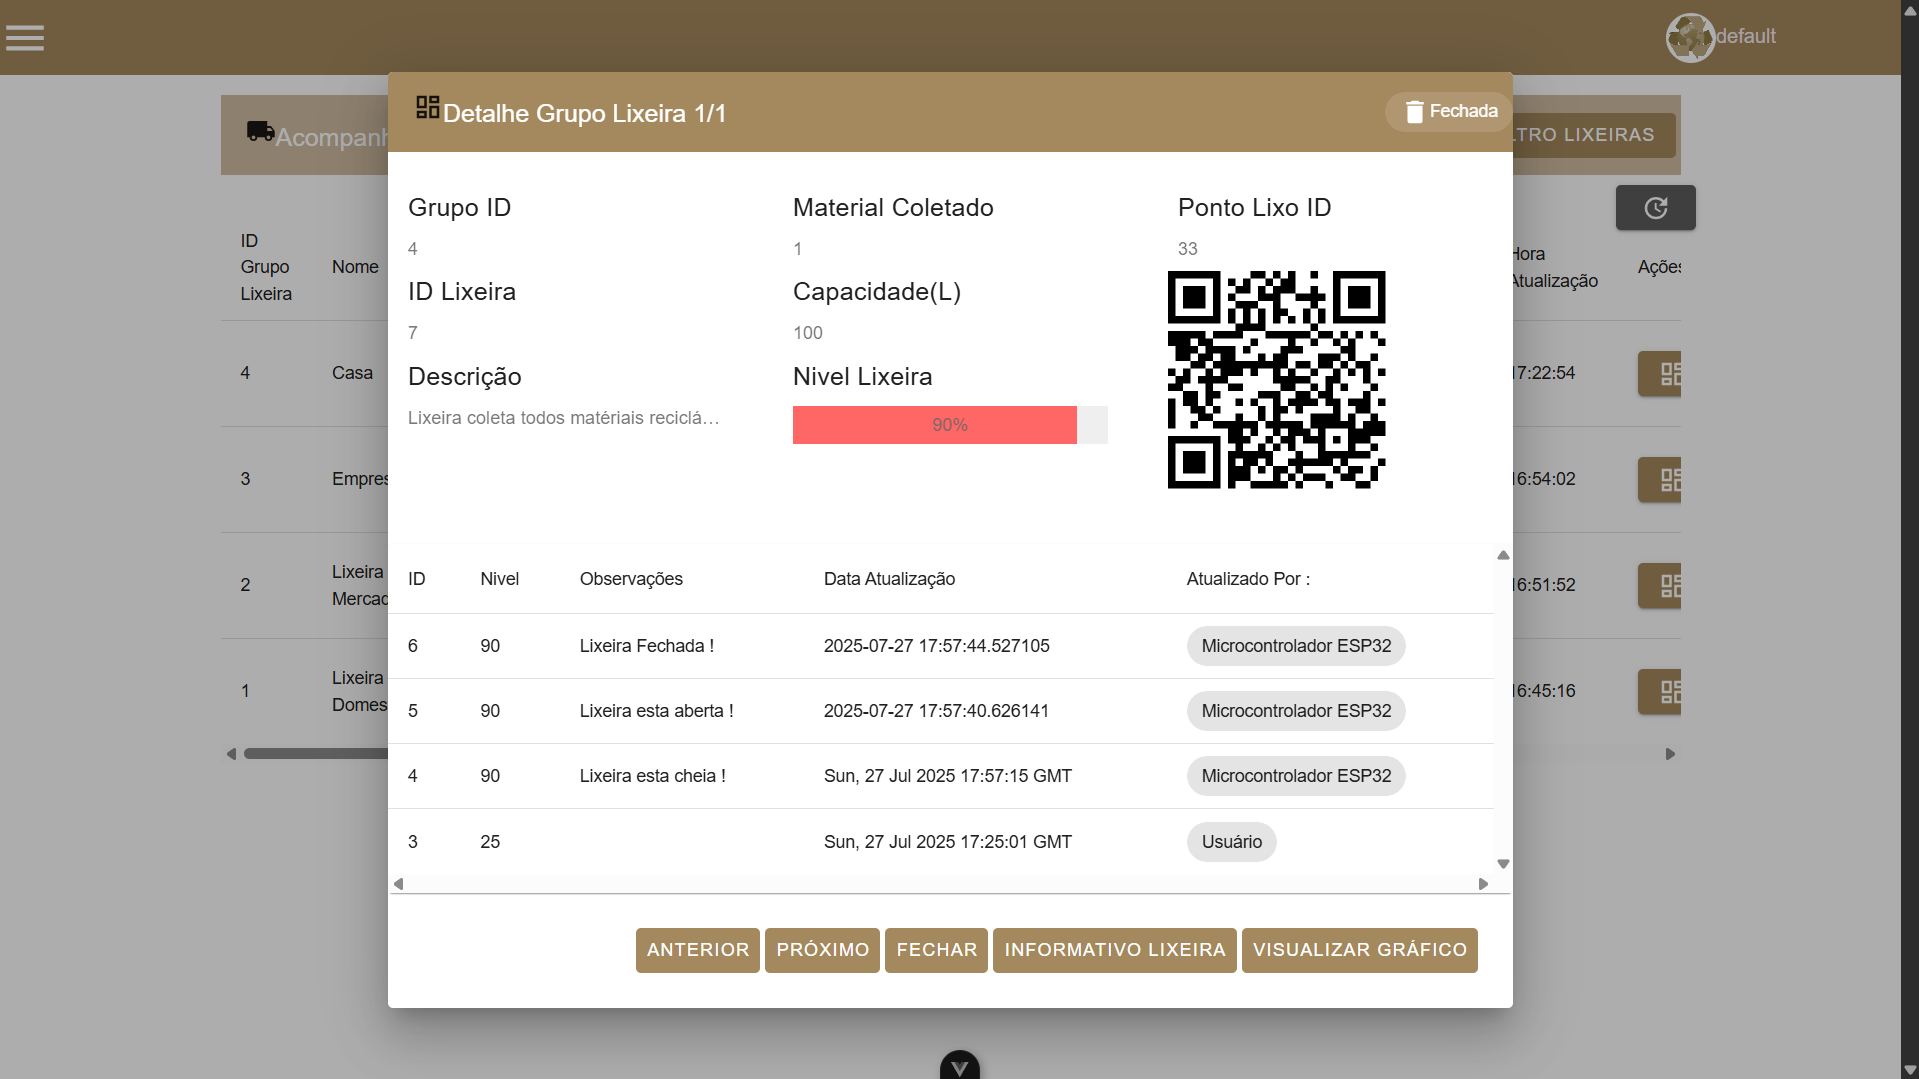 default
Acompanh
LTRO LIXEIRAS
Detalhe Grupo Lixeira 1/1
Fechada
Grupo ID
4
Material Coletado
1
Ponto Lixo ID
33
ID Lixeira
7
Capacidade(L)
100
Descrição
Lixeira coleta todos matériais reciclá…
Nivel Lixeira
90%
ID
Nivel
Observações
Data Atualização
Atualizado Por :
6
90
Lixeira Fechada !
2025-07-27 17:57:44.527105
Microcontrolador ESP32
5
90
Lixeira esta aberta !
2025-07-27 17:57:40.626141
Microcontrolador ESP32
4
90
Lixeira esta cheia !
Sun, 27 Jul 2025 17:57:15 GMT
Microcontrolador ESP32
3
25
Sun, 27 Jul 2025 17:25:01 GMT
Usuário
ANTERIOR
PRÓXIMO
FECHAR
INFORMATIVO LIXEIRA
VISUALIZAR GRÁFICO
ID
Grupo
Lixeira
Nome
Hora
Atualização
Ações
4
Casa
17:22:54
3
Empres
16:54:02
2
Lixeira
Mercad
16:51:52
1
Lixeira
Domes
16:45:16